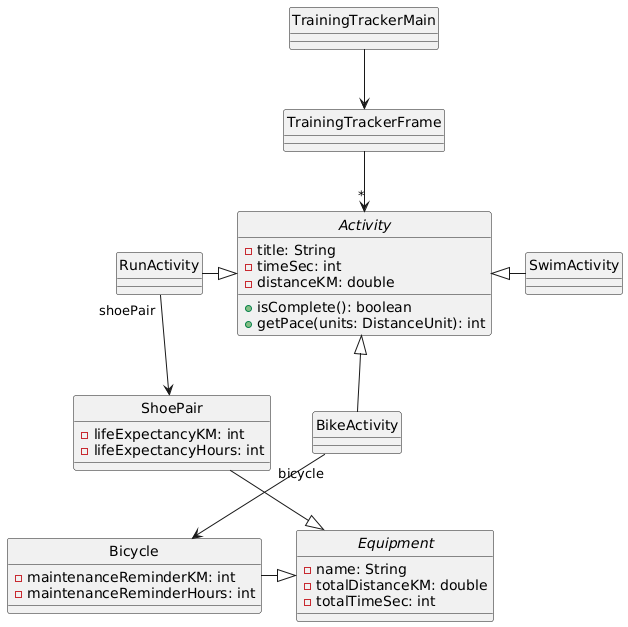 TrainingTrackerMain
TrainingTrackerFrame
*
Activity
title: String
timeSec: int
distanceKM: double
isComplete(): boolean
getPace(units: DistanceUnit): int
RunActivity
SwimActivity
shoePair
ShoePair
lifeExpectancyKM: int
lifeExpectancyHours: int
BikeActivity
bicycle
Bicycle
maintenanceReminderKM: int
maintenanceReminderHours: int
Equipment
name: String
totalDistanceKM: double
totalTimeSec: int